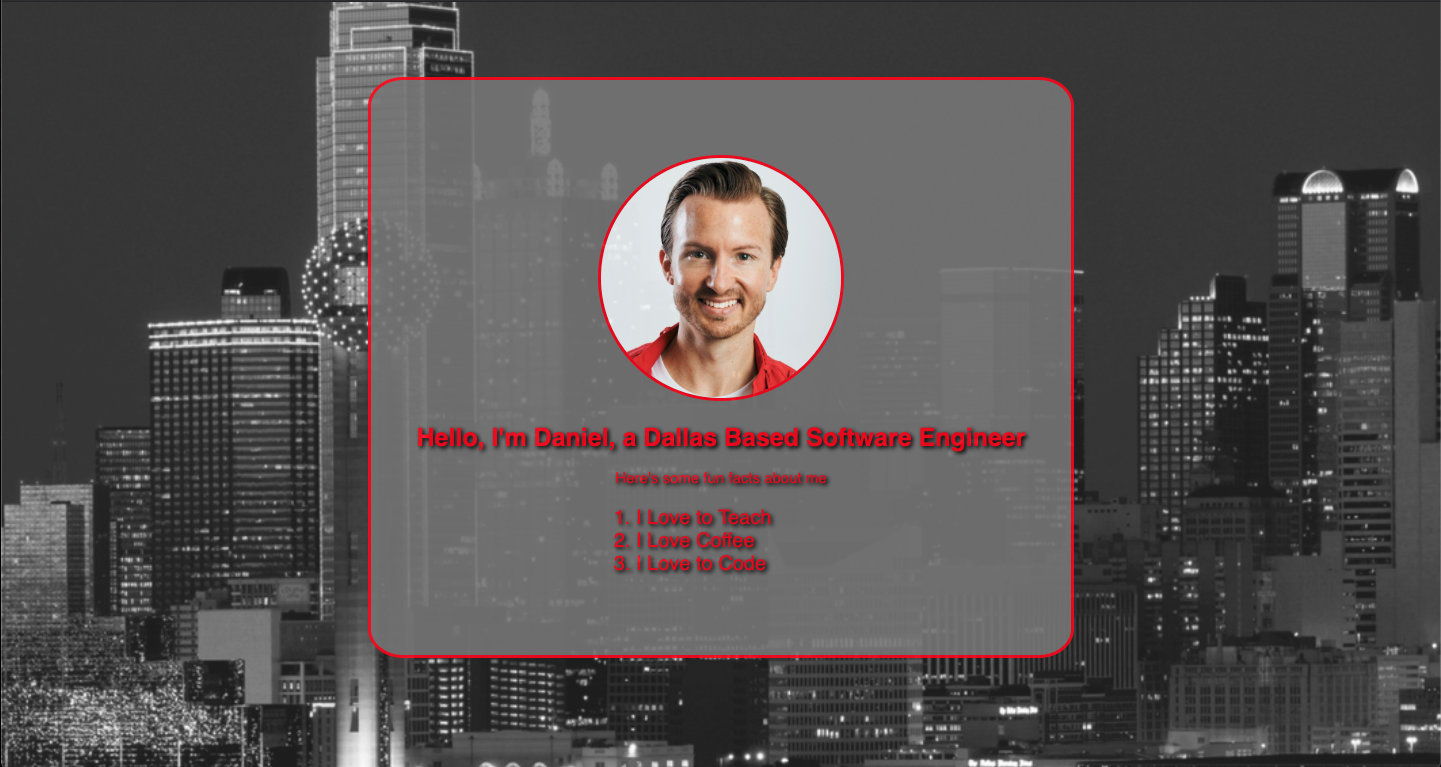 Hello, I'm Daniel, a Dallas Based Software Engineer
Here's some fun facts about me
1. I Love to Teach
2. I Love Coffee
3. I Love to Code